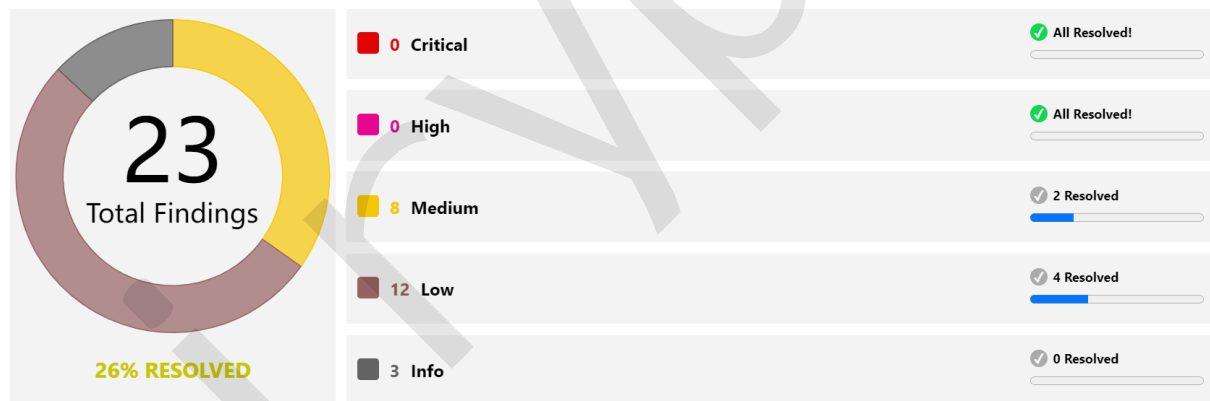 23
Total Findings
26% RESOLVED
0 Critical
All Resolved!
0 High
All Resolved!
8 Medium
2 Resolved
12 Low
4 Resolved
3 Info
0 Resolved